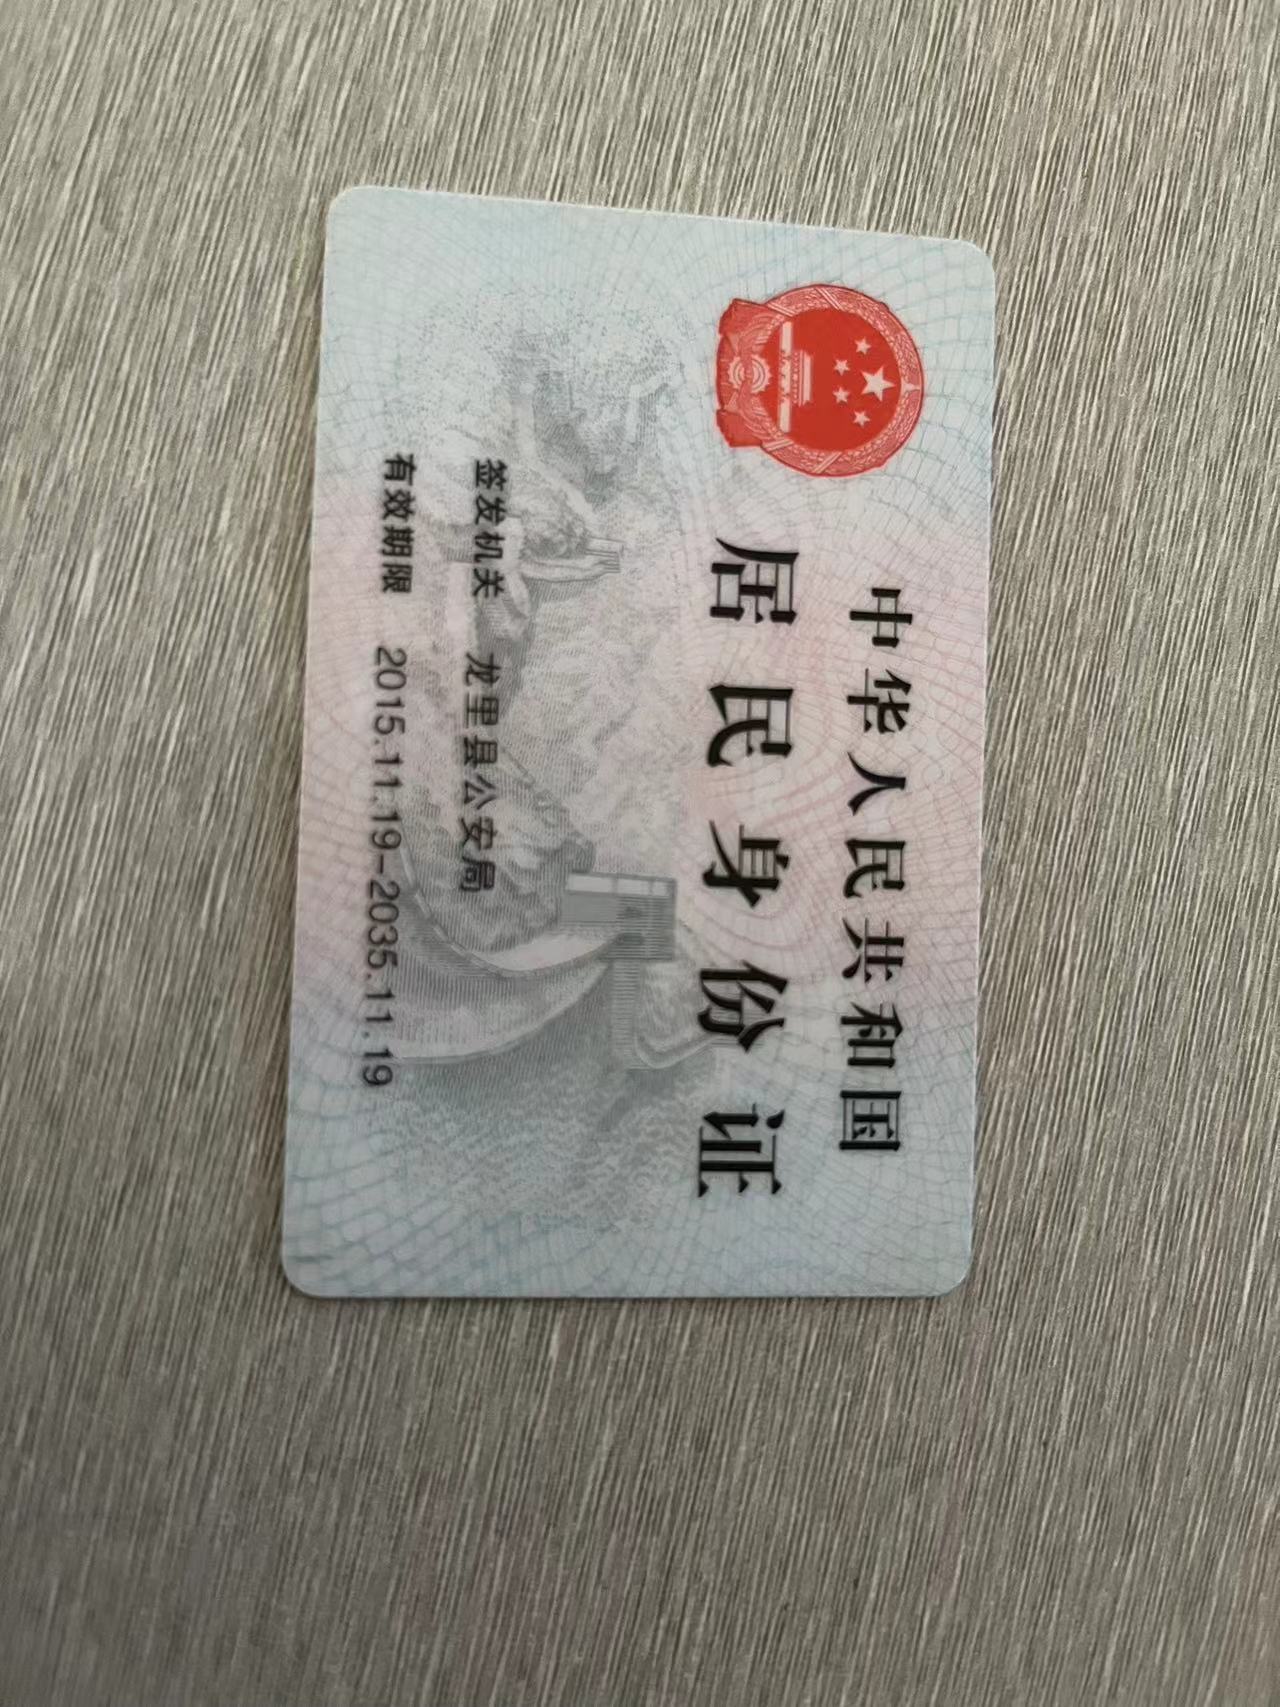 中华人民共和国
居民身份证
签发机关 龙里县公安局
有效期限 2015.11.19-2035.11.19